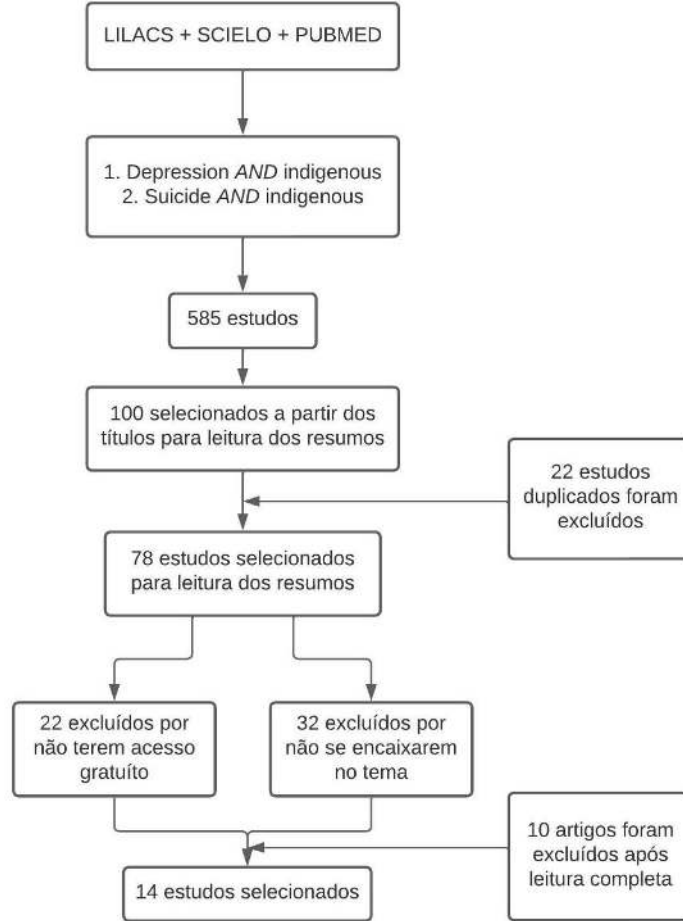 LILACS + SCIELO + PUBMED
1. Depression AND indigenous
2. Suicide AND indigenous
585 estudos
100 selecionados a partir dos
títulos para leitura dos resumos
22 estudos
duplicados foram
excluídos
78 estudos selecionados
para leitura dos resumos
22 excluídos por
não terem acesso
gratuíto
32 excluídos por
não se encaixarem
no tema
10 artigos foram
excluídos após
leitura completa
14 estudos selecionados